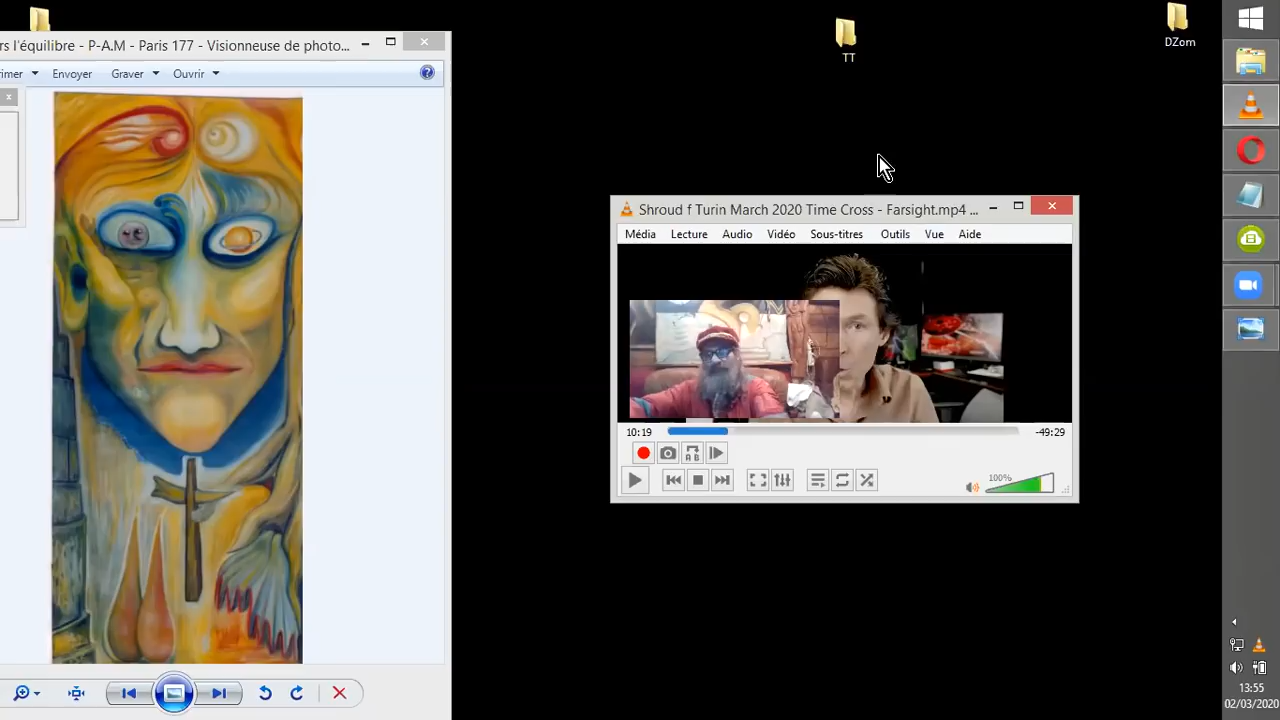 rs l'équilibre - P-A.M - Paris 177 - Visionneuse de photo...
imer Envoyer Graver Ouvrir
TT
DZom
Shroud f Turin March 2020 Time Cross - Farsight.mp4 ...
Média Lecture Audio Vidéo Sous-titres Outils Vue Aide
10:19 -49:29
A B
100%
13:55
02/03/2020